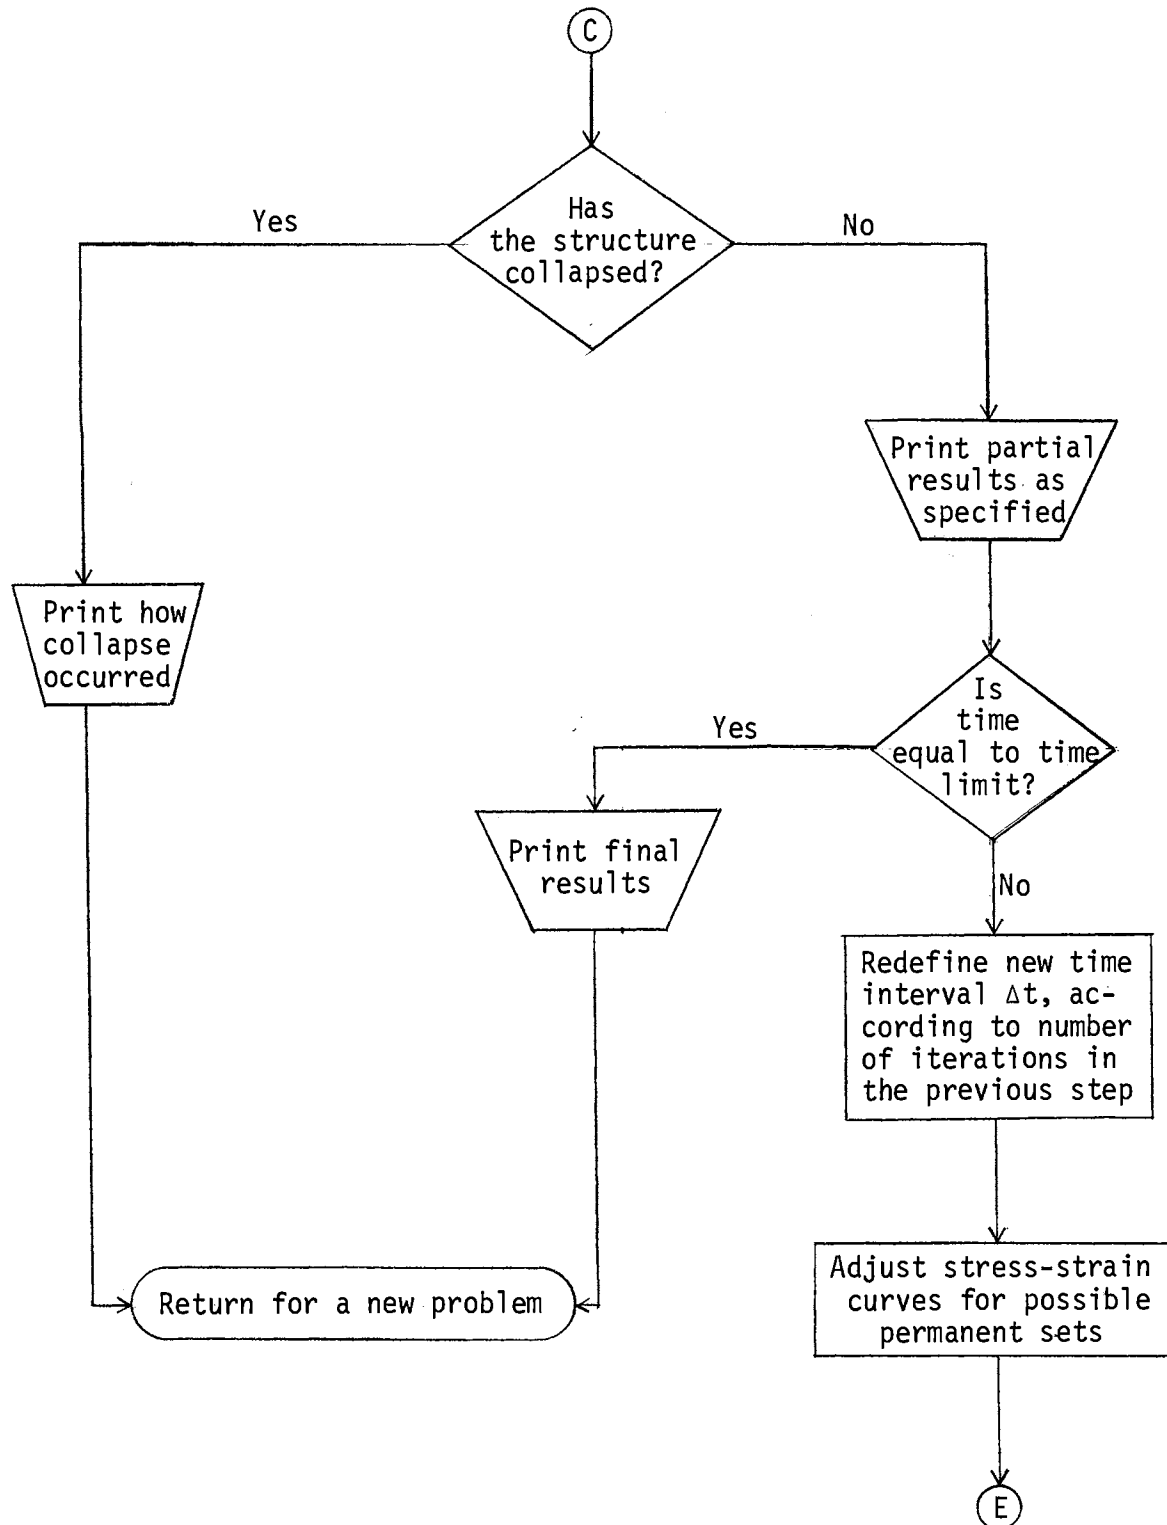 C
Has
the structure
collapsed?
Yes
No
Print partial
results as
specified
Print how
collapse
occurred
Is
time
equal to time
limit?
Yes
Print final
results
No
Redefine new time
interval Δt, ac-
cording to number
of iterations in
the previous step
Return for a new problem
Adjust stress-strain
curves for possible
permanent sets
E